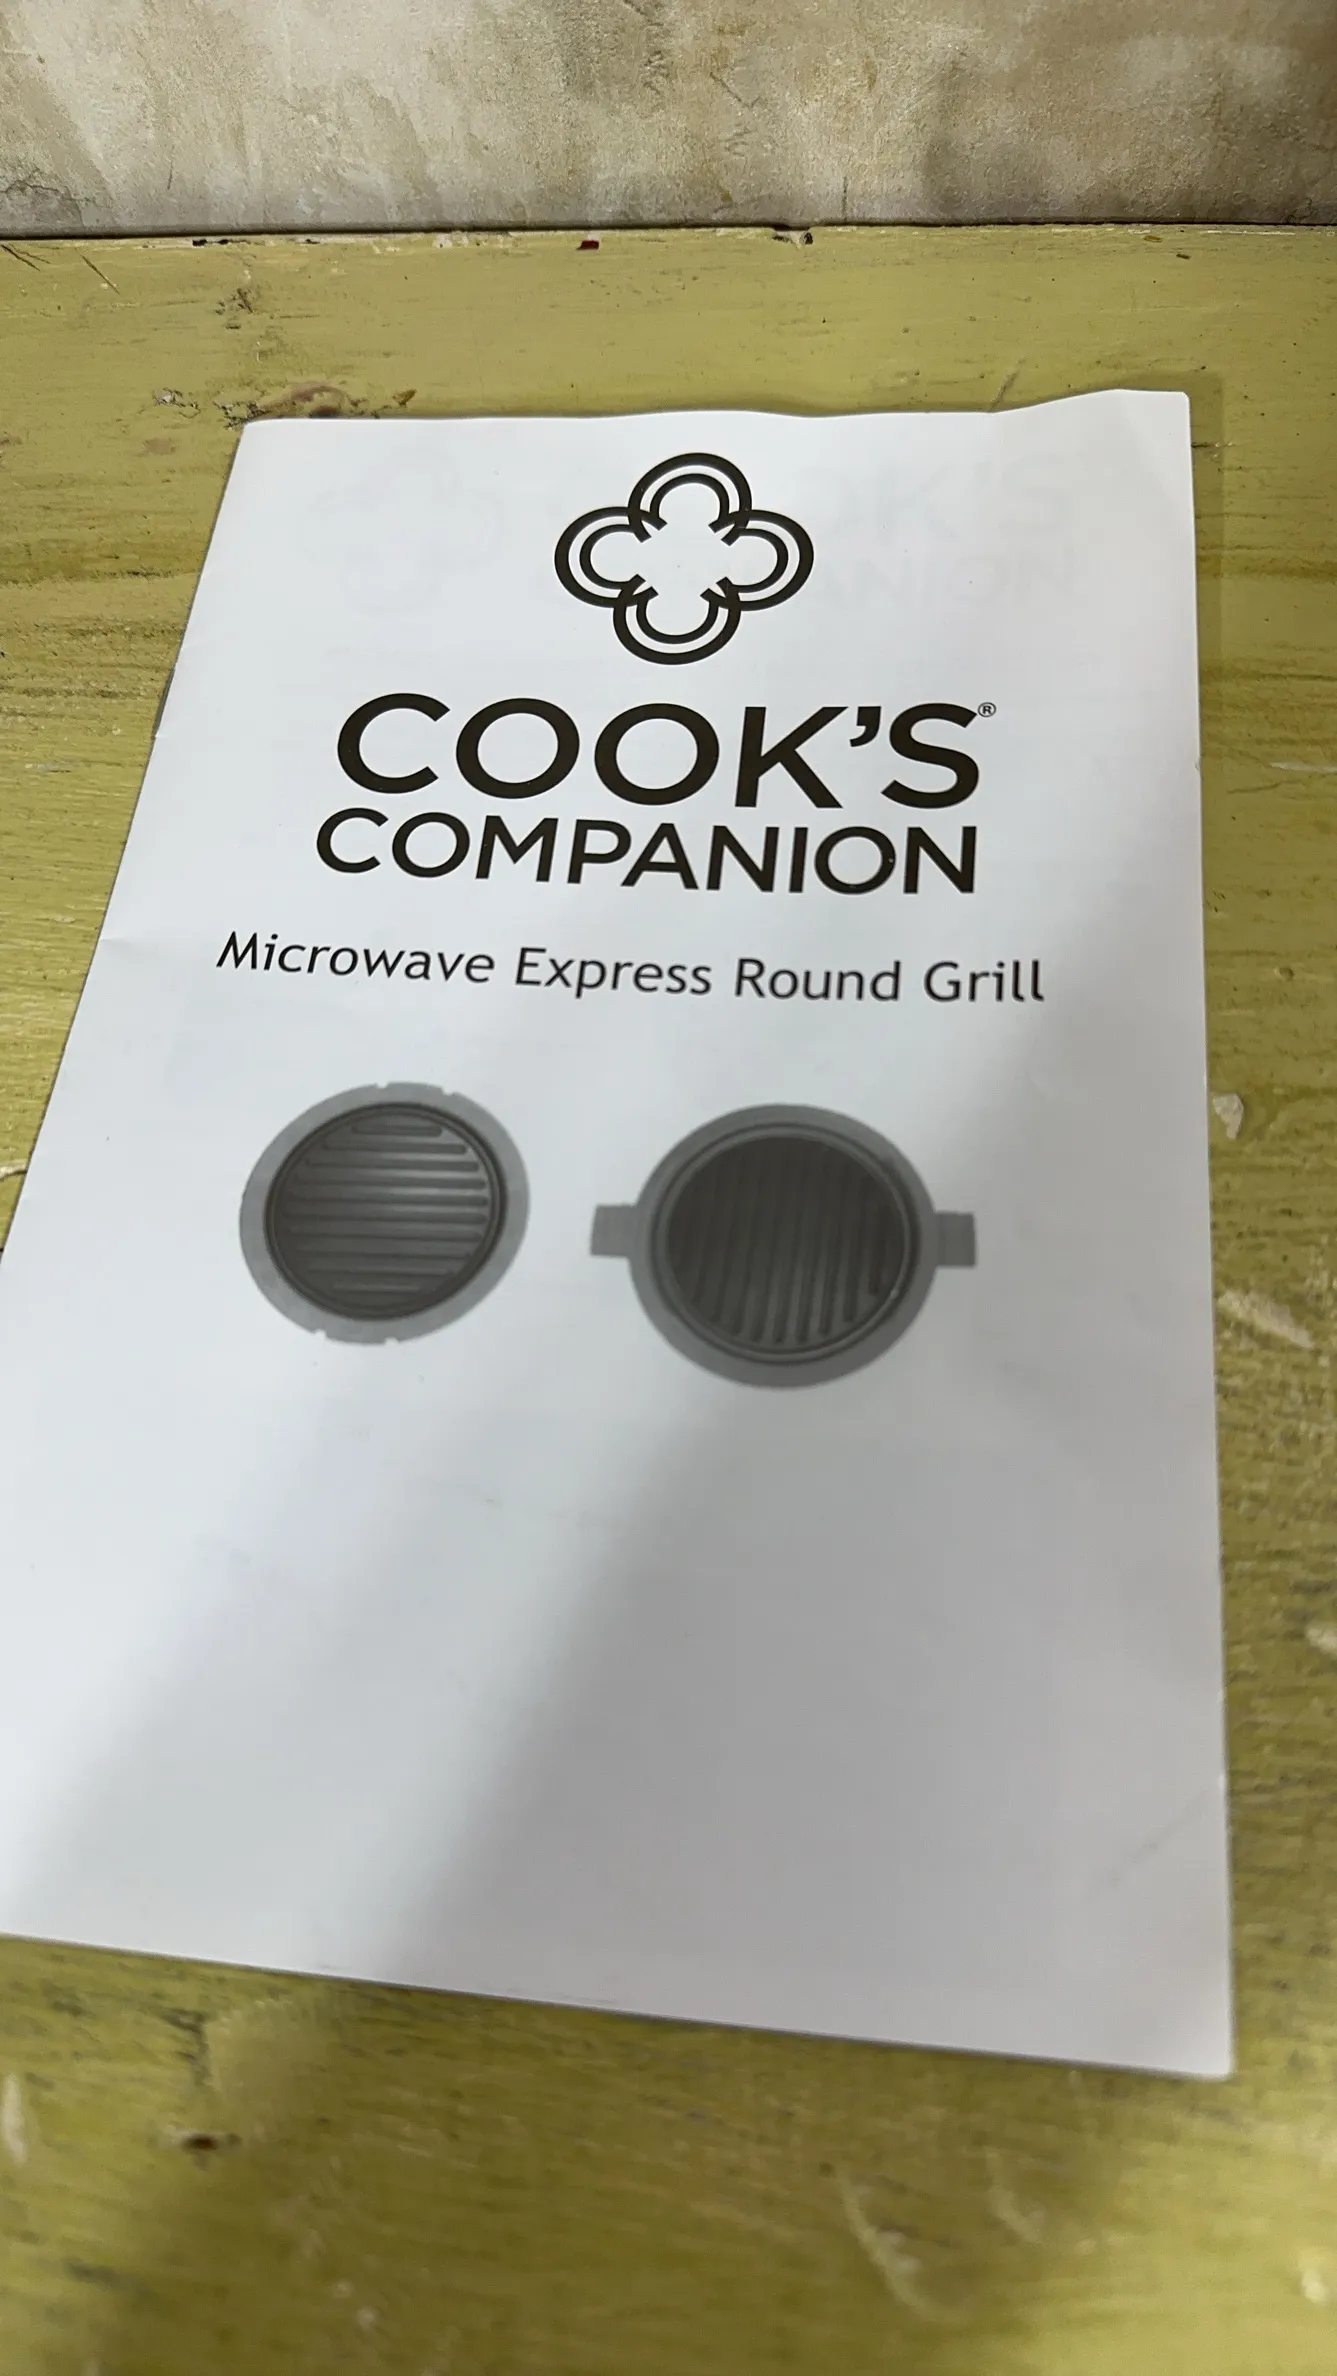 COOK'S®
COMPANION
Microwave Express Round Grill